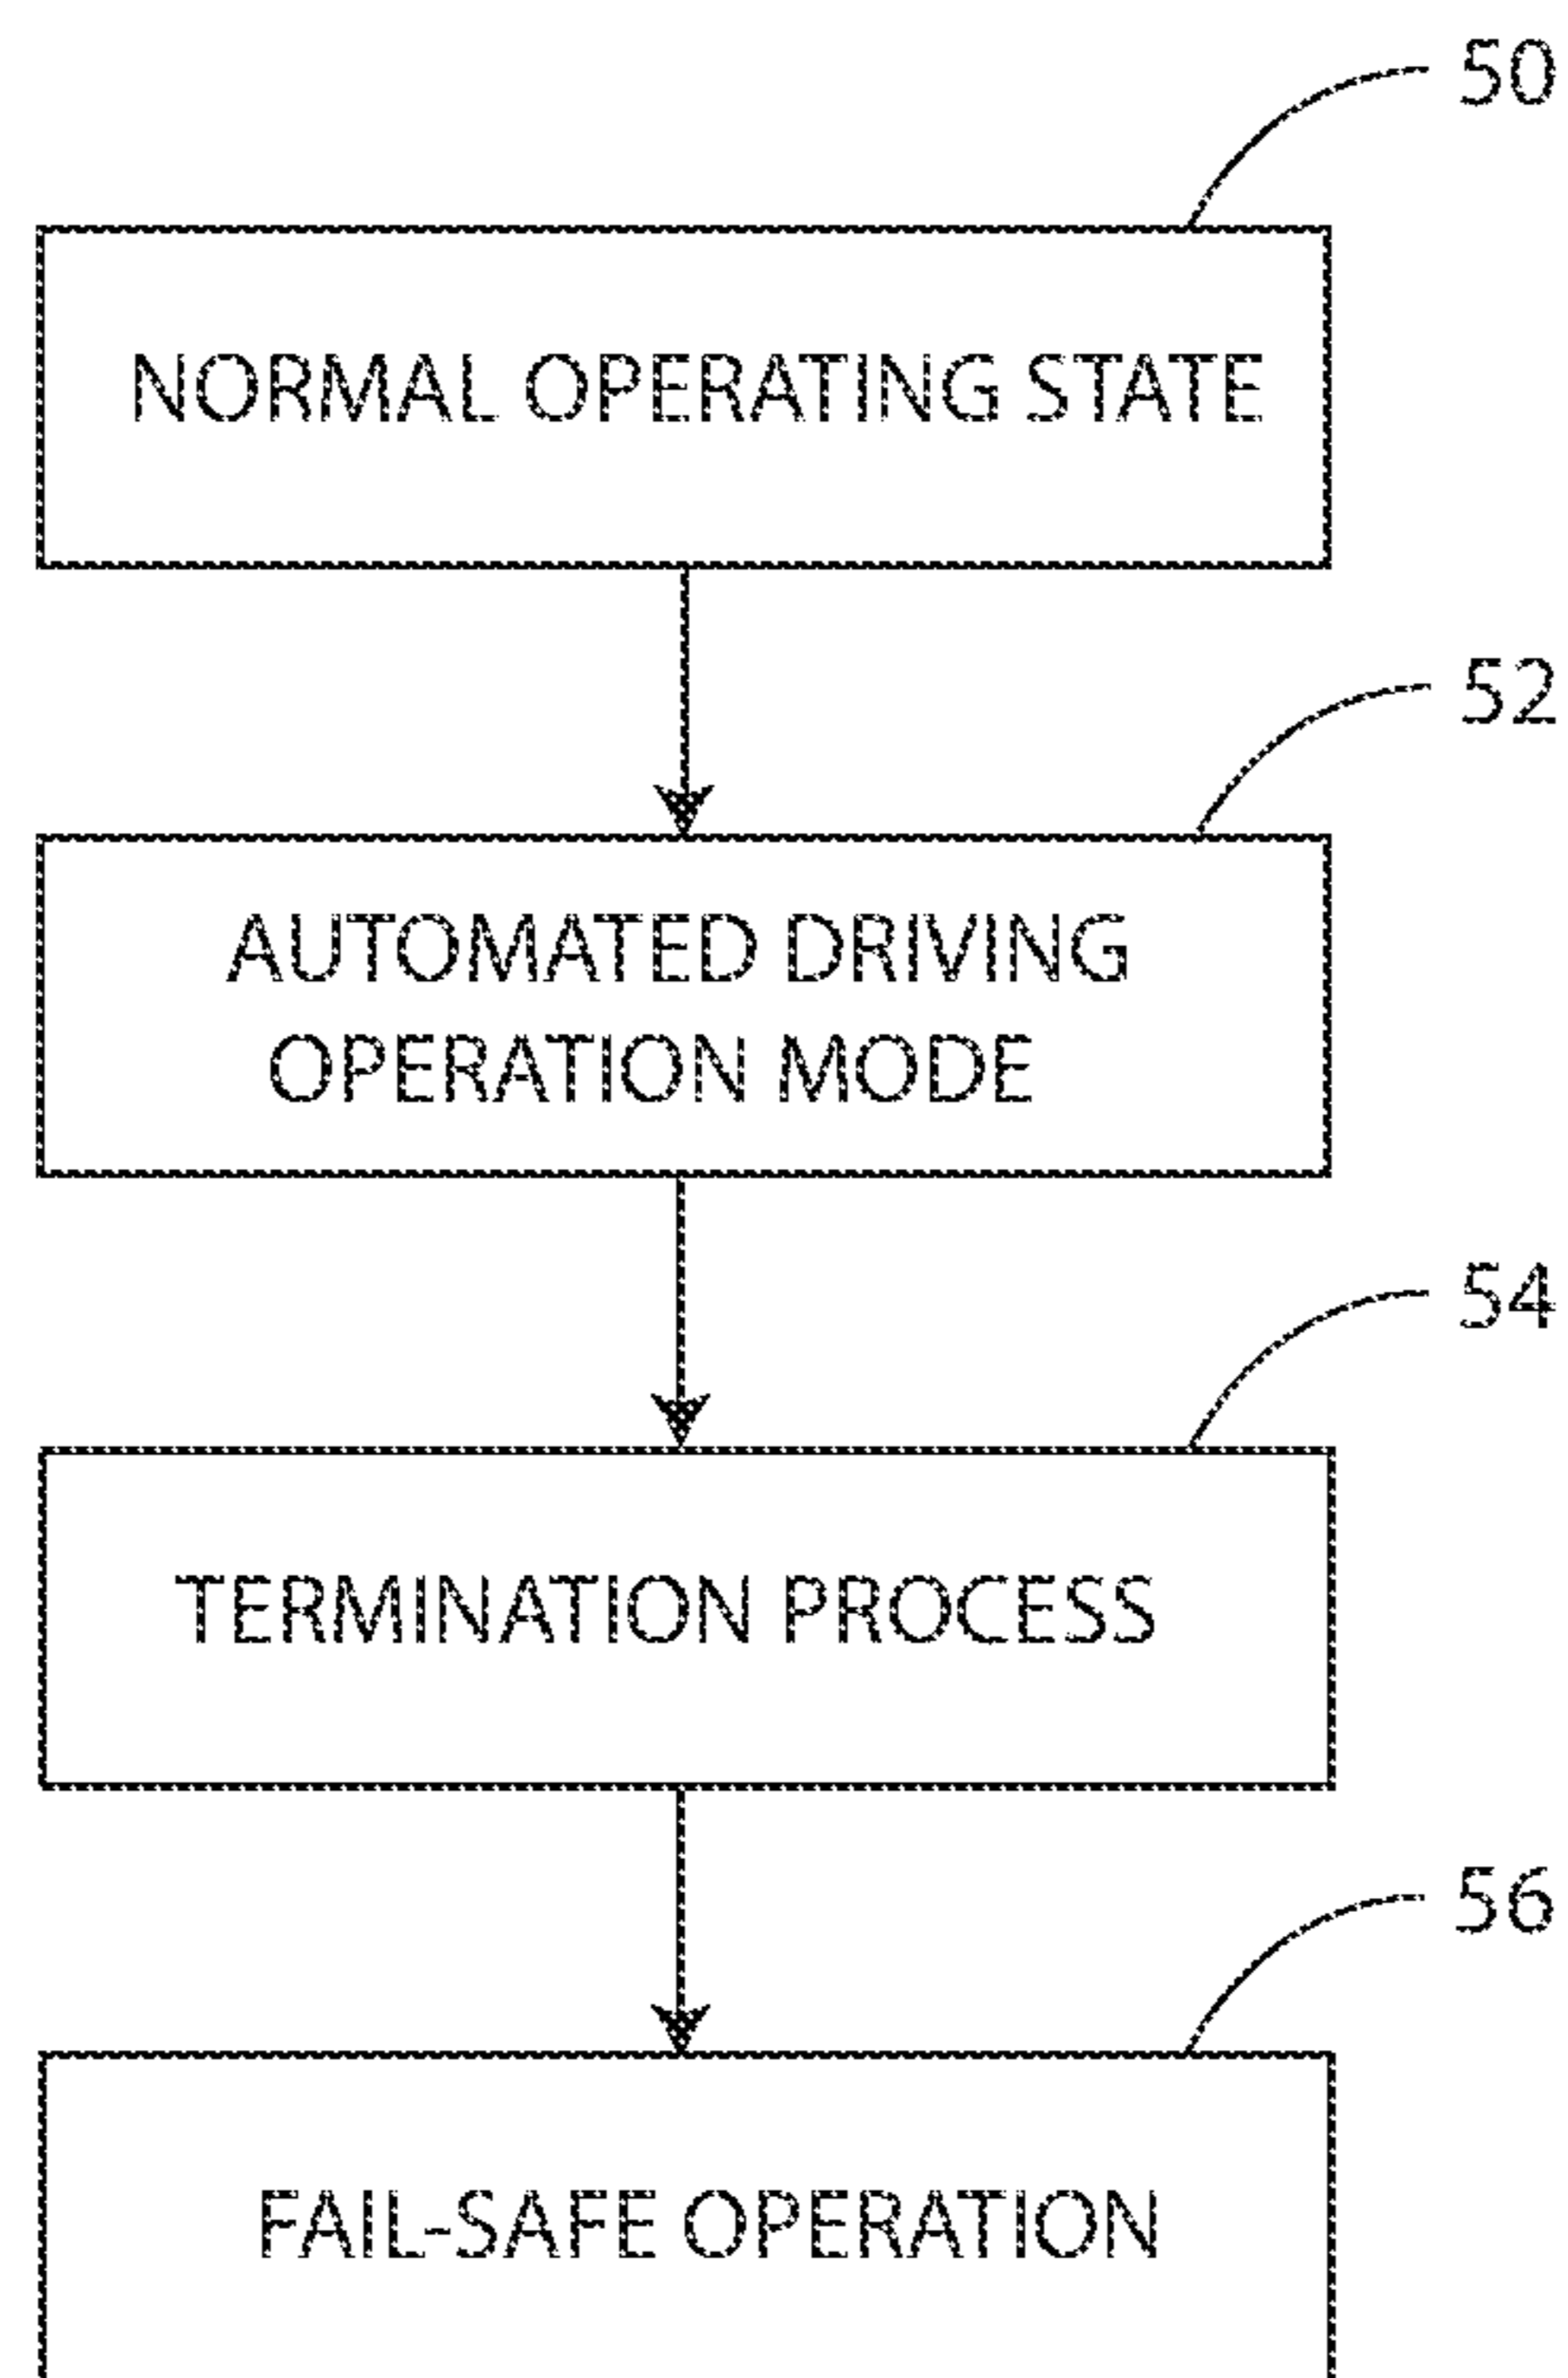 50
NORMAL OPERATING STATE
52
AUTOMATED DRIVING
OPERATION MODE
54
TERMINATION PROCESS
56
FAIL-SAFE OPERATION